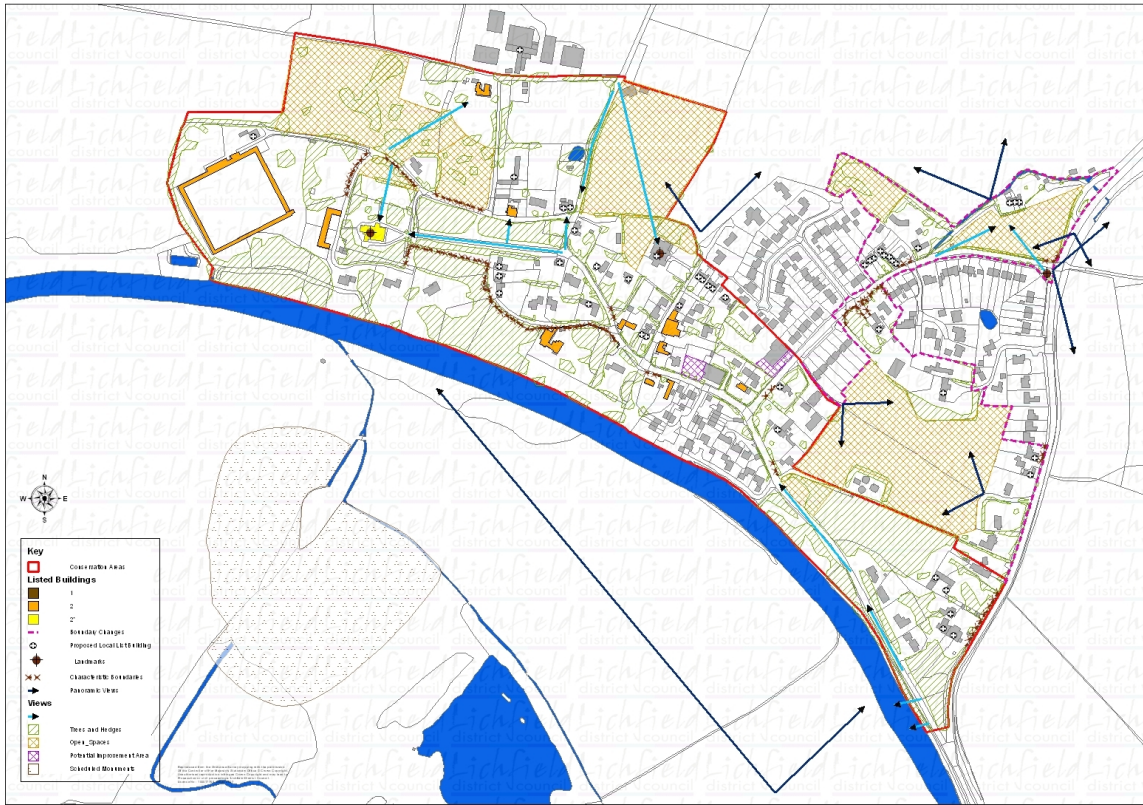 N
W
E
S
Key
Conservation Areas
Listed Buildings
1
2
2*
Boundary Changes
Proposed Local List Building
Landmarks
Characteristic Boundaries
Panoramic Views
Views
Trees and Hedges
Open_Spaces
Potential Improvement Area
Scheduled Monuments
Lichfield
district council